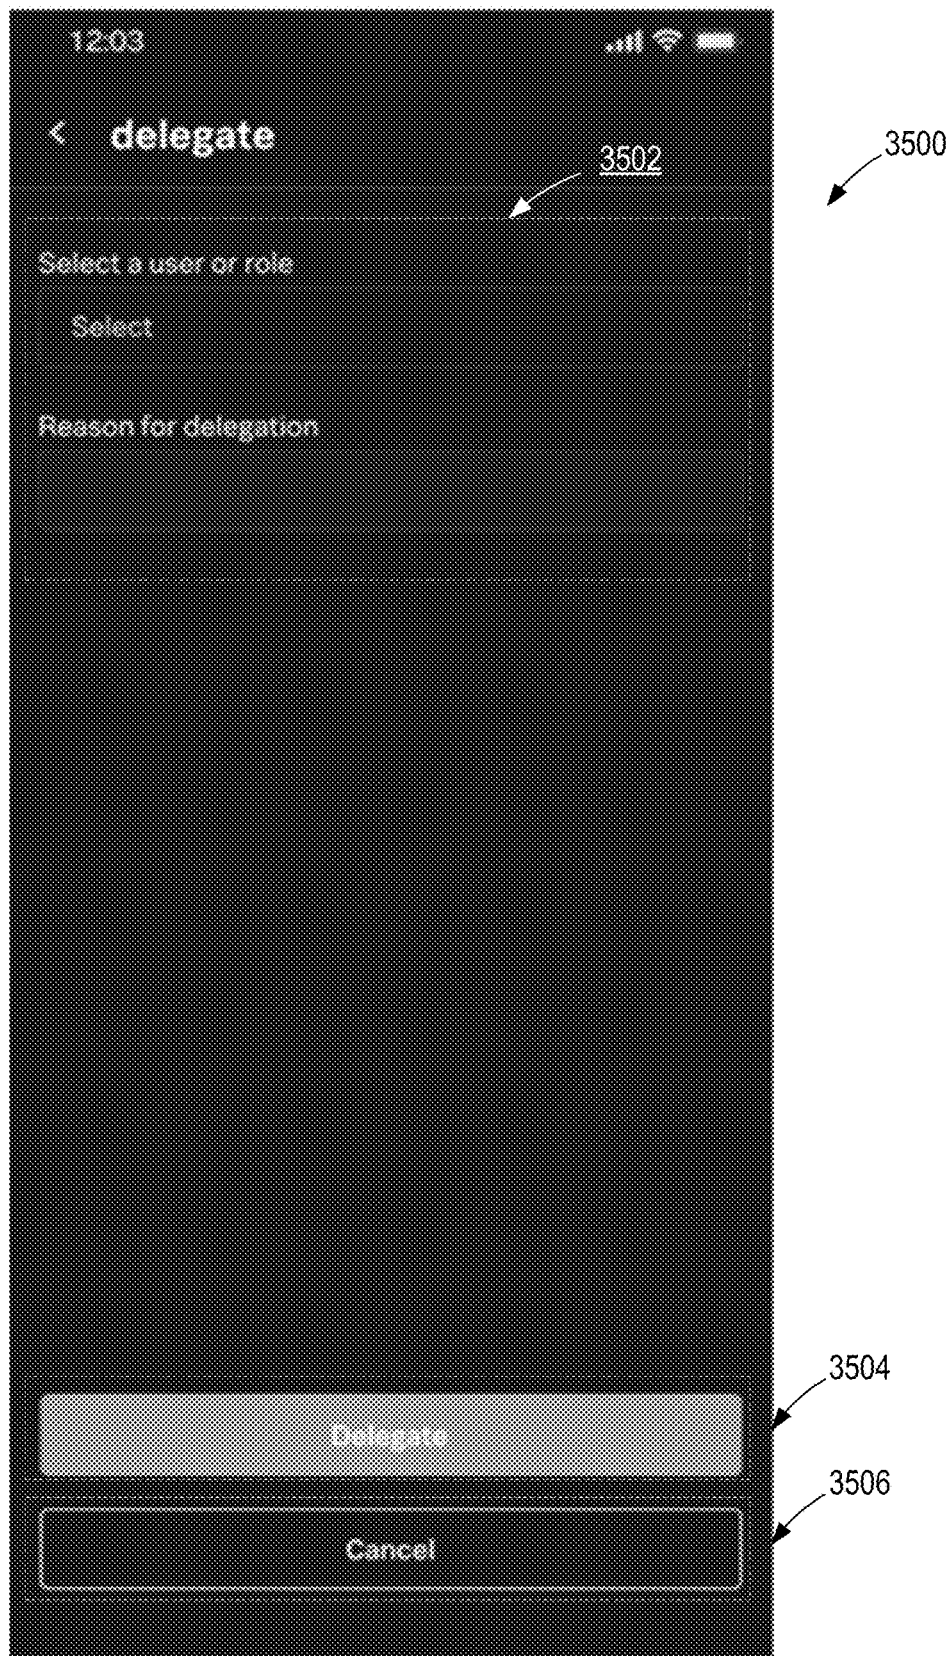 12:03
delegate
3502
3500
Select a user or role
Select
Reason for delegation
3504
Delegate
3506
Cancel